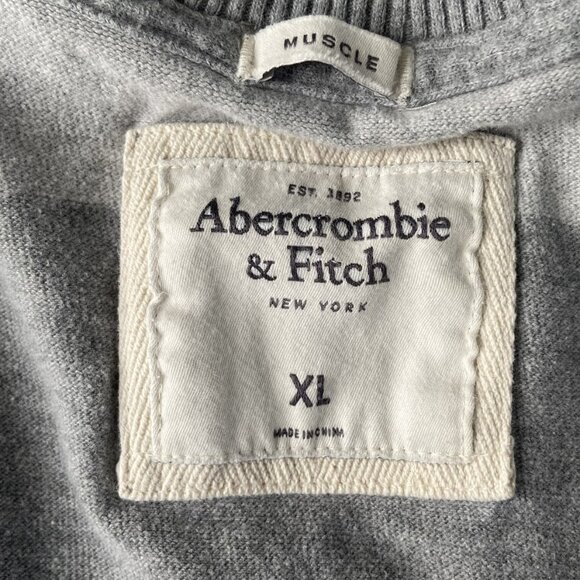 MUSCLE
EST. 1892
Abercrombie
& Fitch
NEW YORK
XL
MADE IN CHINA